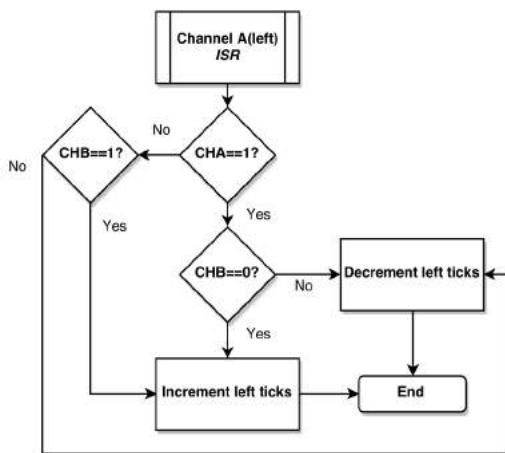 Channel A(left)
ISR
No
CHB==1?
CHA==1?
No
Yes
Yes
CHB==0?
No
Decrement left ticks
Yes
Increment left ticks
End